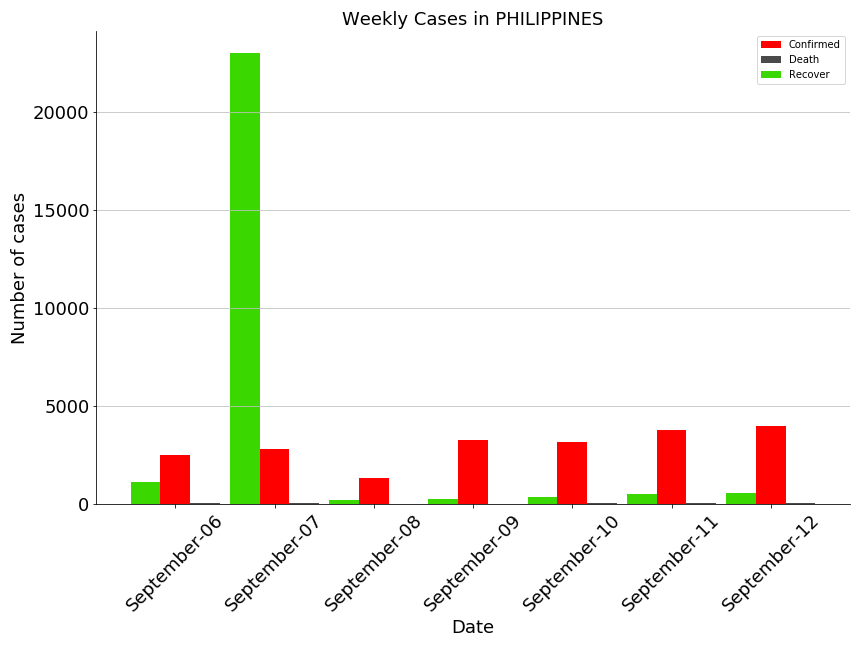 Weekly Cases in PHILIPPINES
Confirmed
Death
Recover
Number of cases
20000
15000
10000
5000
0
September-06
September-07
September-08
September-09
September-10
September-11
September-12
Date